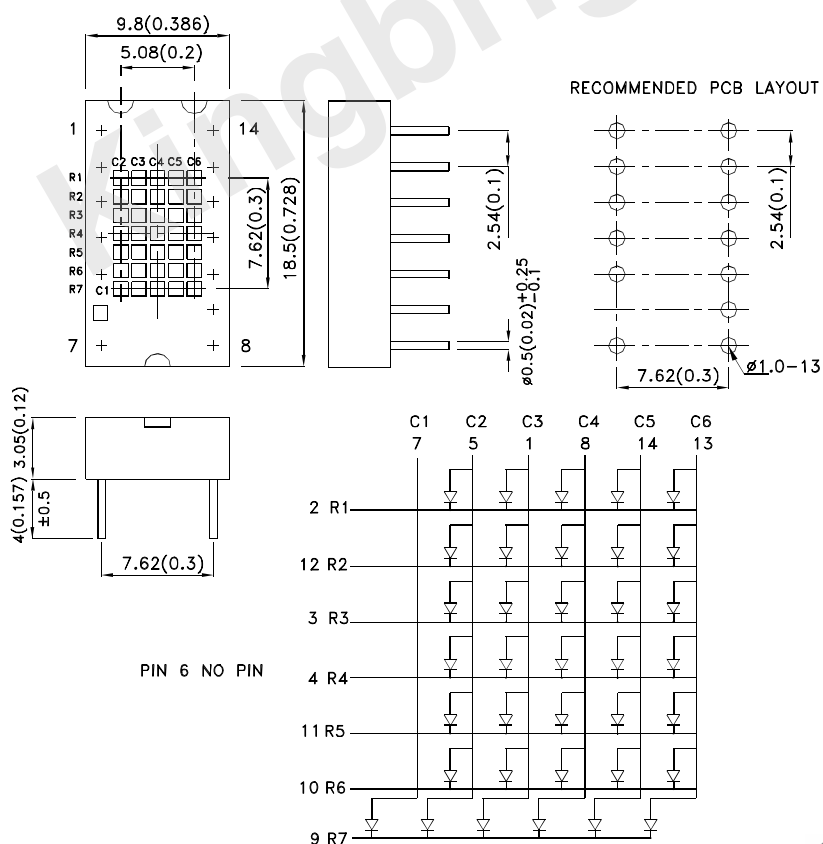 9.8(0.386)
5.08(0.2)
1
14
C2 C3 C4 C5 C6
R1
R2
R3
R4
R5
R6
R7
C1
7
8
7.62(0.3)
18.5(0.728)
2.54(0.1)
ø0.5(0.02)+0.25 -0.1
RECOMMENDED PCB LAYOUT
2.54(0.1)
ø1.0-13
7.62(0.3)
3.05(0.12)
4(0.157)
±0.5
7.62(0.3)
PIN 6 NO PIN
C1 C2 C3 C4 C5 C6
7 5 1 8 14 13
2 R1
12 R2
3 R3
4 R4
11 R5
10 R6
9 R7